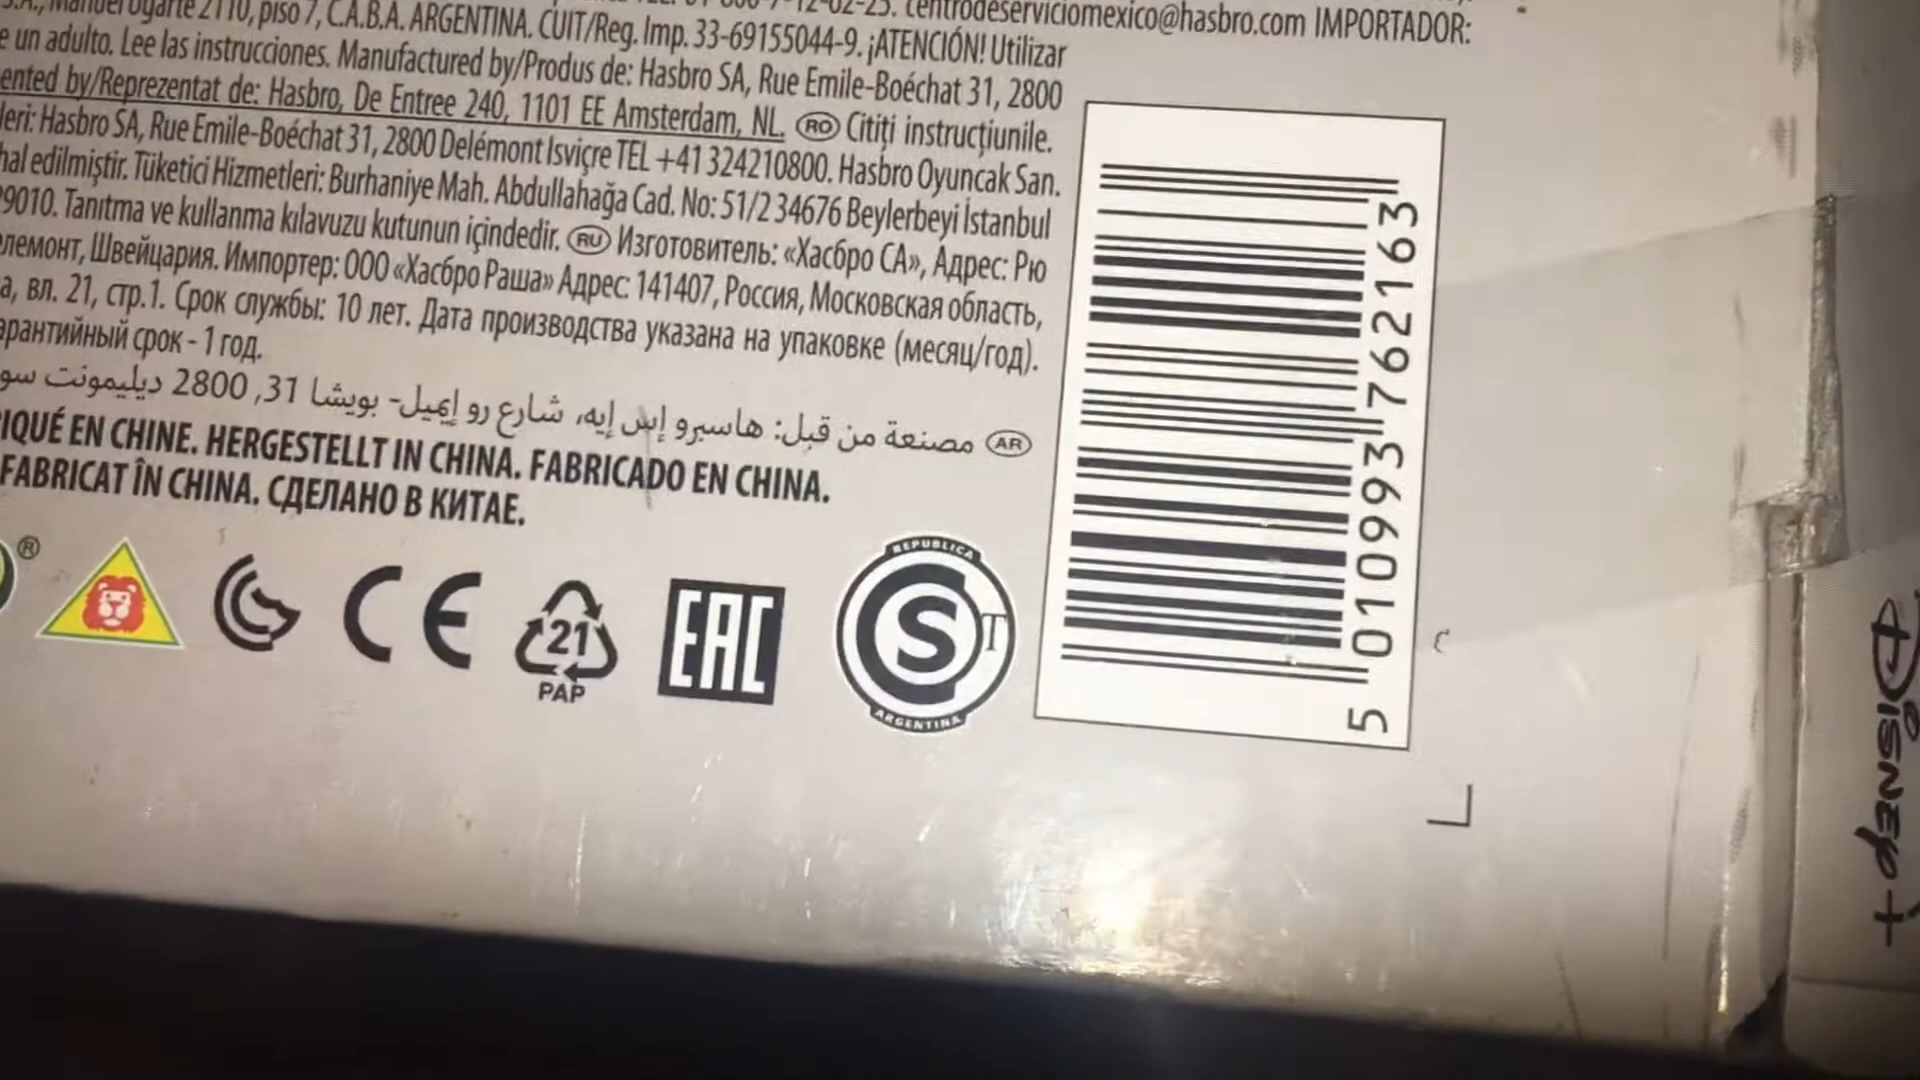 Manuel Ugarte 2110, piso 7, C.A.B.A. ARGENTINA. CUIT/Reg. Imp. 33-69155044-9. ¡ATENCIÓN! Utilizar
centrodeserviciomexico@hasbro.com IMPORTADOR:
e un adulto. Lee las instrucciones. Manufactured by/Produs de: Hasbro SA, Rue Emile-Boéchat 31, 2800
ented by/Reprezentat de: Hasbro, De Entree 240, 1101 EE Amsterdam, NL. RO Citiți instrucțiunile.
leri: Hasbro SA, Rue Emile-Boéchat 31, 2800 Delémont Isviçre TEL +41 324210800. Hasbro Oyuncak San.
hal edilmiştir. Tüketici Hizmetleri: Burhaniye Mah. Abdullahağa Cad. No: 51/2 34676 Beylerbeyi İstanbul
9010. Tanıtma ve kullanma kılavuzu kutunun içindedir. RU Изготовитель: «Хасбро СА», Адрес: Рю
лемонт, Швейцария. Импортер: ООО «Хасбро Раша» Адрес: 141407, Россия, Московская область,
а, вл. 21, стр.1. Срок службы: 10 лет. Дата производства указана на упаковке (месяц/год).
арантийный срок - 1 год.
AR مصنعة من قبل: هاسبرو إس إيه، شارع رو إيميل- بويشا 31, 2800 ديليمونت سو
IQUÉ EN CHINE. HERGESTELLT IN CHINA. FABRICADO EN CHINA.
FABRICAT ÎN CHINA. СДЕЛАНО В КИТАЕ.
®
CE
21
PAP
EAC
REPUBLICA
S T
ARGENTINA
5 010993 762163